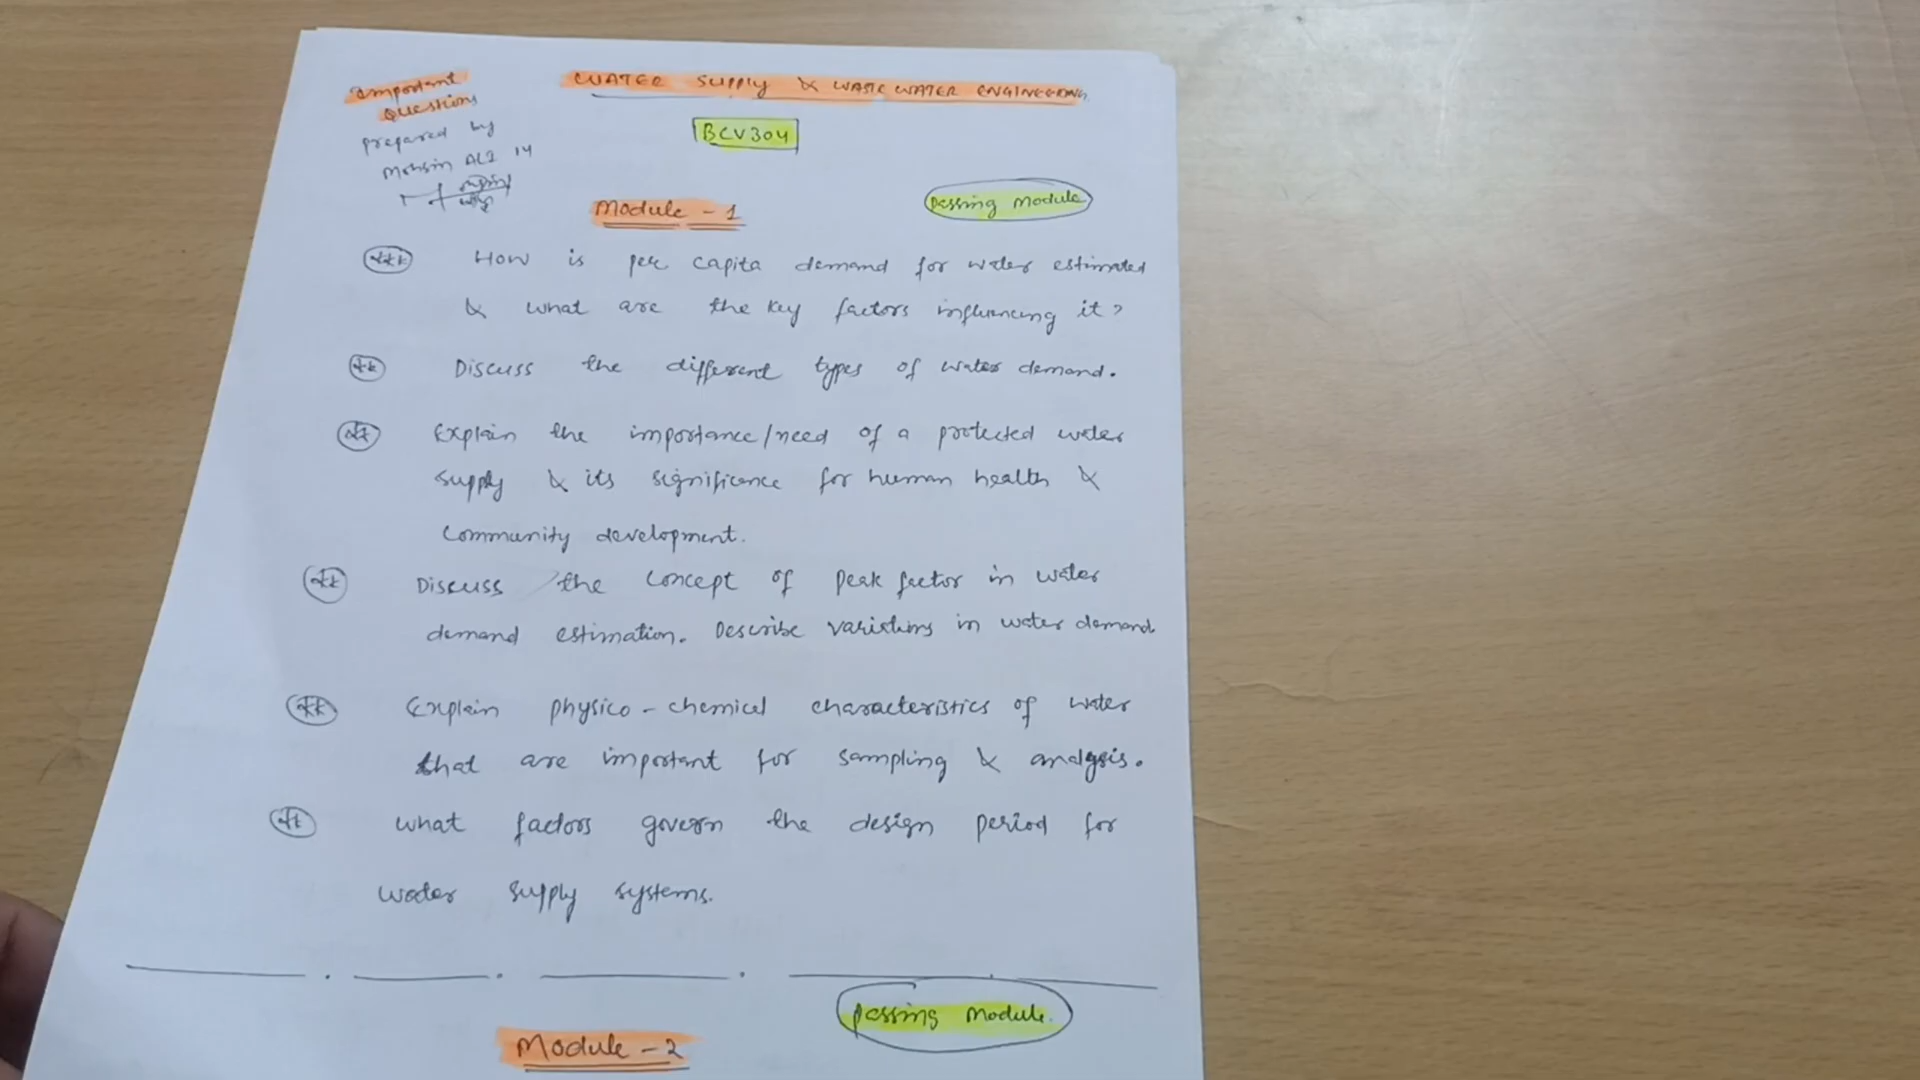 Important
Questions
prepared by
Mohsin ALI 14
WATER SUPPLY & WASTE WATER ENGINEERING
BCV304
Module - 1
passing module
*** How is per capita demand for water estimated
& what are the key factors influencing it?
** Discuss the different types of water demand.
** Explain the importance/need of a protected water
supply & its significance for human health &
community development.
** Discuss the concept of peak factor in water
demand estimation. Describe variations in water demand
** Explain physico-chemical characteristics of water
that are important for sampling & analysis.
** what factors govern the design period for
water supply systems.
passing module.
Module - 2